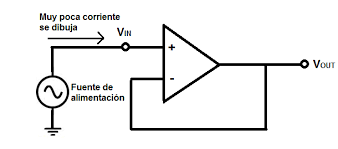 Muy poca corriente
se dibuja
VIN
+
-
VOUT
Fuente de
alimentación